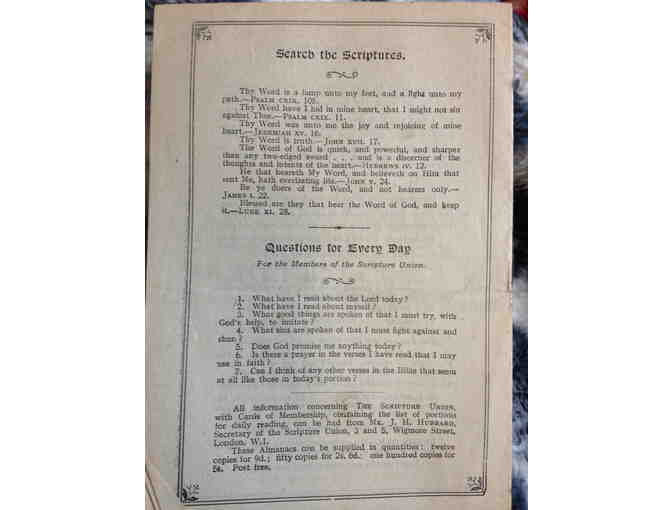 Search the Scriptures.
Thy Word is a lamp unto my feet, and a light unto my
path.—PSALM CXIX. 105.
Thy Word have I hid in mine heart, that I might not sin
against Thee.—PSALM CXIX. 11.
Thy Word was unto me the joy and rejoicing of mine
heart.—JEREMIAH XV. 16.
Thy Word is truth.—JOHN XVII. 17.
The Word of God is quick, and powerful, and sharper
than any two-edged sword . . . and is a discerner of the
thoughts and intents of the heart.—HEBREWS IV. 12.
He that heareth My Word, and believeth on Him that
sent Me, hath everlasting life.—JOHN V. 24.
Be ye doers of the Word, and not hearers only.—
JAMES I. 22.
Blessed are they that hear the Word of God, and keep
it.—LUKE XI. 28.
Questions for Every Day
For the Members of the Scripture Union.
1. What have I read about the Lord today?
2. What have I read about myself?
3. What good things are spoken of that I must try, with
God's help, to imitate?
4. What sins are spoken of that I must fight against and
shun?
5. Does God promise me anything today?
6. Is there a prayer in the verses I have read that I may
use in faith?
7. Can I think of any other verses in the Bible that seem
at all like those in today's portion?
All information concerning THE SCRIPTURE UNION,
with Cards of Membership, containing the list of portions
for daily reading, can be had from MR. J. H. HUBBARD,
Secretary of the Scripture Union, 3 and 5, Wigmore Street,
London, W.1.
These Almanacs can be supplied in quantities: twelve
copies for 9d.; fifty copies for 2s. 6d.: one hundred copies for
5s. Post free.